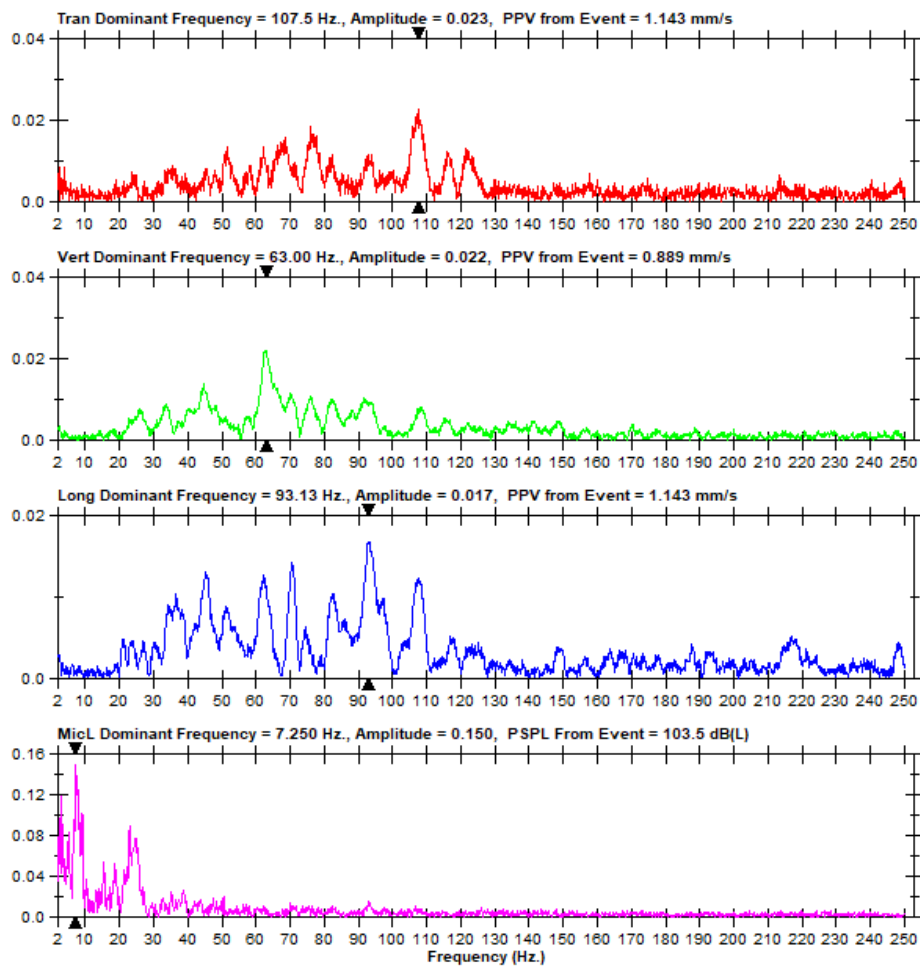 Tran Dominant Frequency = 107.5 Hz., Amplitude = 0.023, PPV from Event = 1.143 mm/s
0.04
0.02
0.0
2 10 20 30 40 50 60 70 80 90 100 110 120 130 140 150 160 170 180 190 200 210 220 230 240 250
Vert Dominant Frequency = 63.00 Hz., Amplitude = 0.022, PPV from Event = 0.889 mm/s
0.04
0.02
0.0
2 10 20 30 40 50 60 70 80 90 100 110 120 130 140 150 160 170 180 190 200 210 220 230 240 250
Long Dominant Frequency = 93.13 Hz., Amplitude = 0.017, PPV from Event = 1.143 mm/s
0.02
0.0
2 10 20 30 40 50 60 70 80 90 100 110 120 130 140 150 160 170 180 190 200 210 220 230 240 250
MicL Dominant Frequency = 7.250 Hz., Amplitude = 0.150, PSPL From Event = 103.5 dB(L)
0.16
0.12
0.08
0.04
0.0
2 10 20 30 40 50 60 70 80 90 100 110 120 130 140 150 160 170 180 190 200 210 220 230 240 250
Frequency (Hz.)